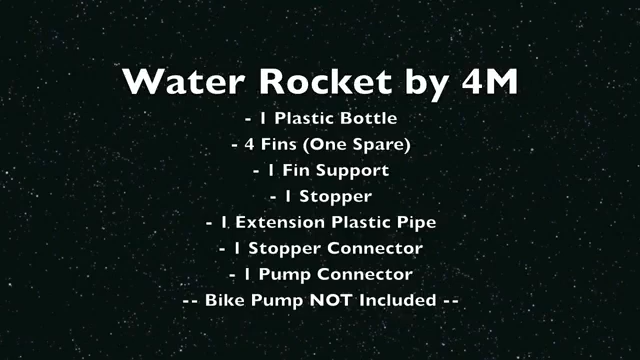 Water Rocket by 4M
- 1 Plastic Bottle
- 4 Fins (One Spare)
- 1 Fin Support
- 1 Stopper
- 1 Extension Plastic Pipe
- 1 Stopper Connector
- 1 Pump Connector
-- Bike Pump NOT Included --